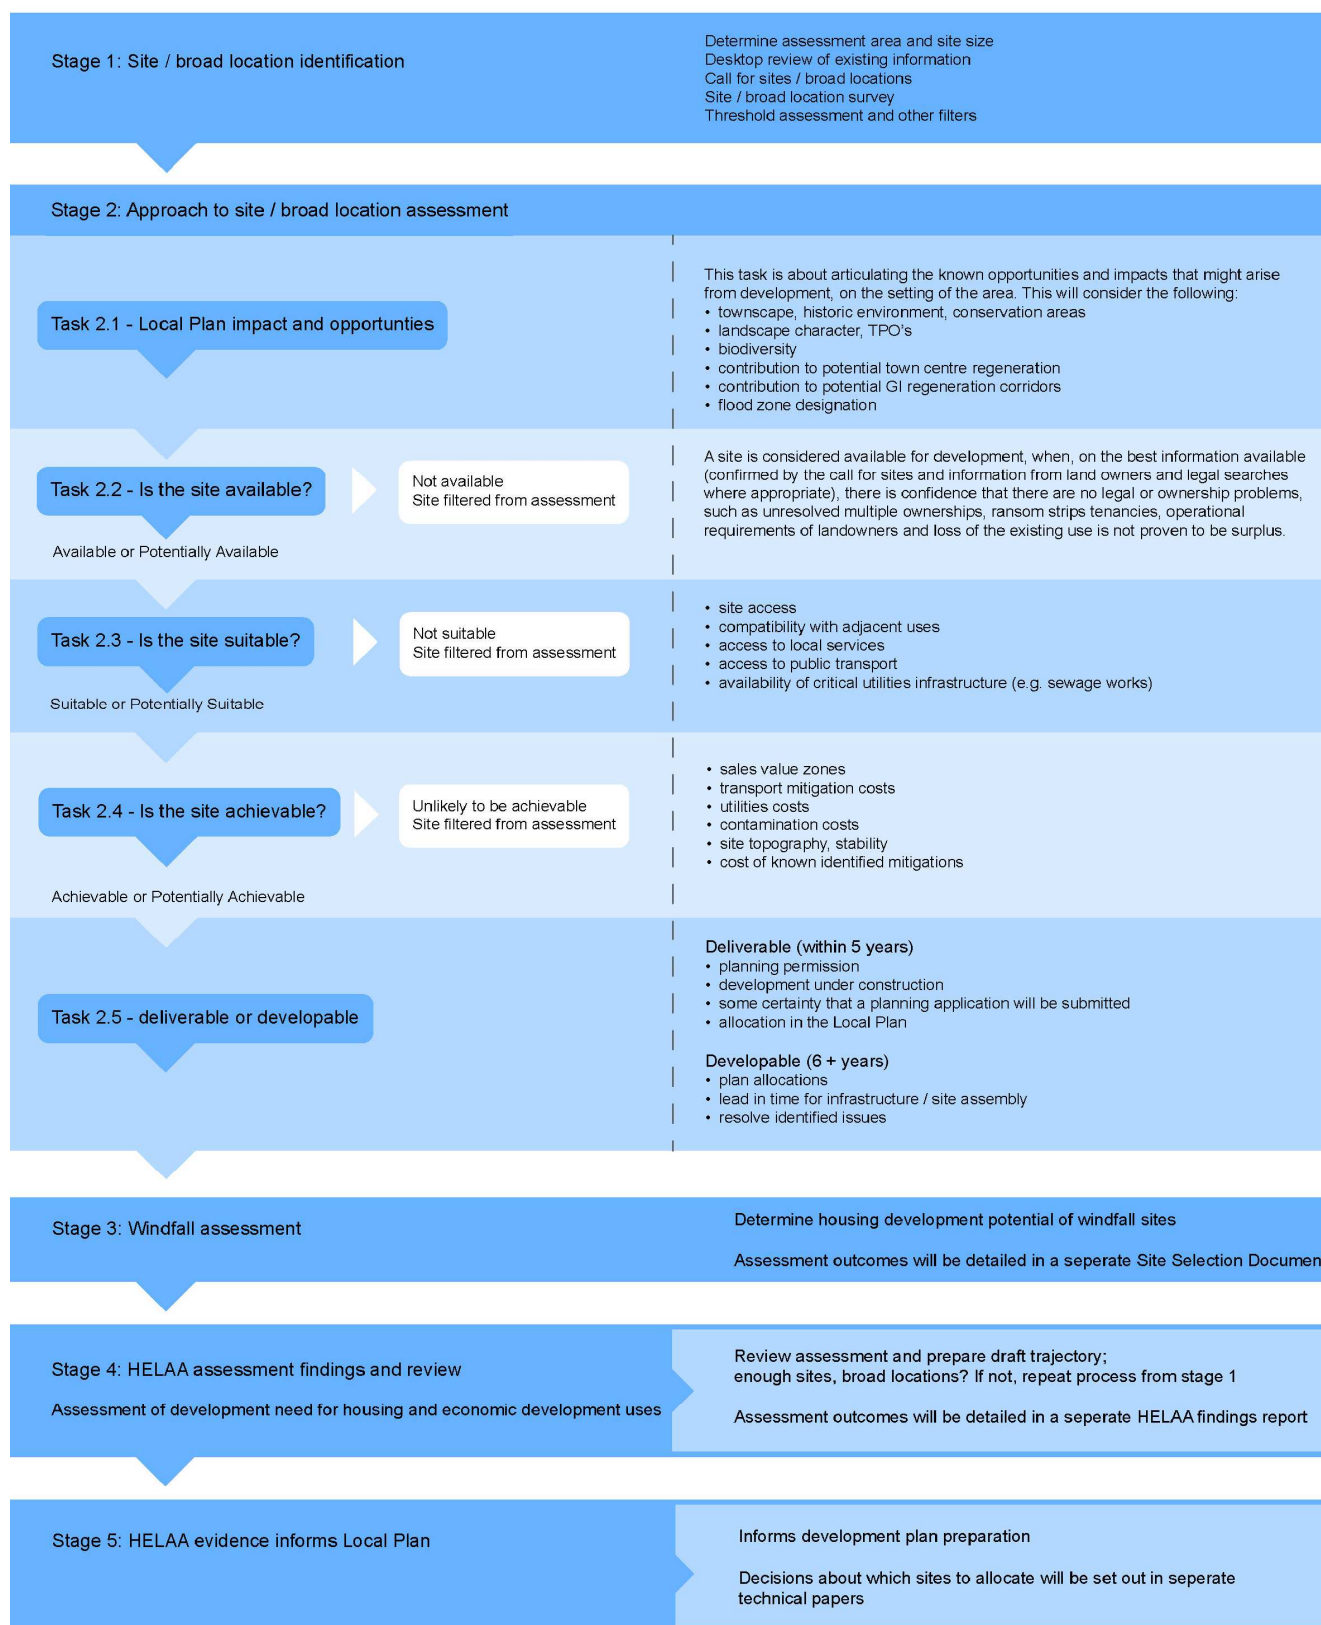 Stage 1: Site / broad location identification
Determine assessment area and site size
Desktop review of existing information
Call for sites / broad locations
Site / broad location survey
Threshold assessment and other filters
Stage 2: Approach to site / broad location assessment
Task 2.1 - Local Plan impact and opportunties
This task is about articulating the known opportunities and impacts that might arise
from development, on the setting of the area. This will consider the following:
• townscape, historic environment, conservation areas
• landscape character, TPO's
• biodiversity
• contribution to potential town centre regeneration
• contribution to potential GI regeneration corridors
• flood zone designation
Task 2.2 - Is the site available?
Not available
Site filtered from assessment
Available or Potentially Available
A site is considered available for development, when, on the best information available
(confirmed by the call for sites and information from land owners and legal searches
where appropriate), there is confidence that there are no legal or ownership problems,
such as unresolved multiple ownerships, ransom strips tenancies, operational
requirements of landowners and loss of the existing use is not proven to be surplus.
Task 2.3 - Is the site suitable?
Not suitable
Site filtered from assessment
Suitable or Potentially Suitable
• site access
• compatibility with adjacent uses
• access to local services
• access to public transport
• availability of critical utilities infrastructure (e.g. sewage works)
Task 2.4 - Is the site achievable?
Unlikely to be achievable
Site filtered from assessment
Achievable or Potentially Achievable
• sales value zones
• transport mitigation costs
• utilities costs
• contamination costs
• site topography, stability
• cost of known identified mitigations
Task 2.5 - deliverable or developable
Deliverable (within 5 years)
• planning permission
• development under construction
• some certainty that a planning application will be submitted
• allocation in the Local Plan
Developable (6 + years)
• plan allocations
• lead in time for infrastructure / site assembly
• resolve identified issues
Stage 3: Windfall assessment
Determine housing development potential of windfall sites
Assessment outcomes will be detailed in a seperate Site Selection Documen
Stage 4: HELAA assessment findings and review
Assessment of development need for housing and economic development uses
Review assessment and prepare draft trajectory;
enough sites, broad locations? If not, repeat process from stage 1
Assessment outcomes will be detailed in a seperate HELAA findings report
Stage 5: HELAA evidence informs Local Plan
Informs development plan preparation
Decisions about which sites to allocate will be set out in seperate
technical papers